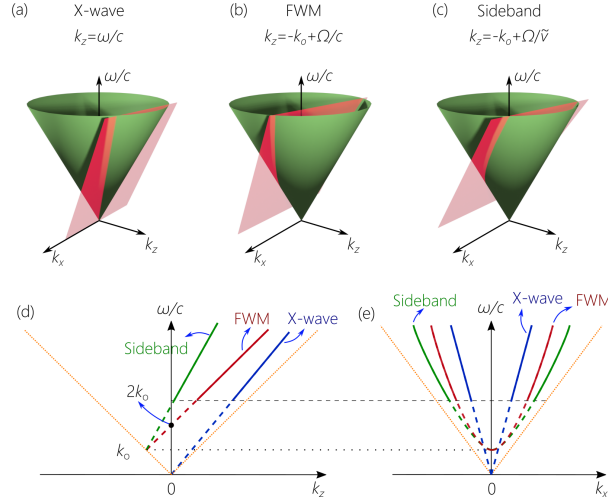 (a) X-wave
k_z=ω/c
(b) FWM
k_z=-k_o+Ω/c
(c) Sideband
k_z=-k_o+Ω/ṽ
ω/c
ω/c
ω/c
k_x
k_z
k_x
k_z
k_x
k_z
(d)
ω/c
FWM
X-wave
Sideband
2k_o
k_o
0
k_z
(e)
ω/c
Sideband
X-wave
FWM
0
k_x